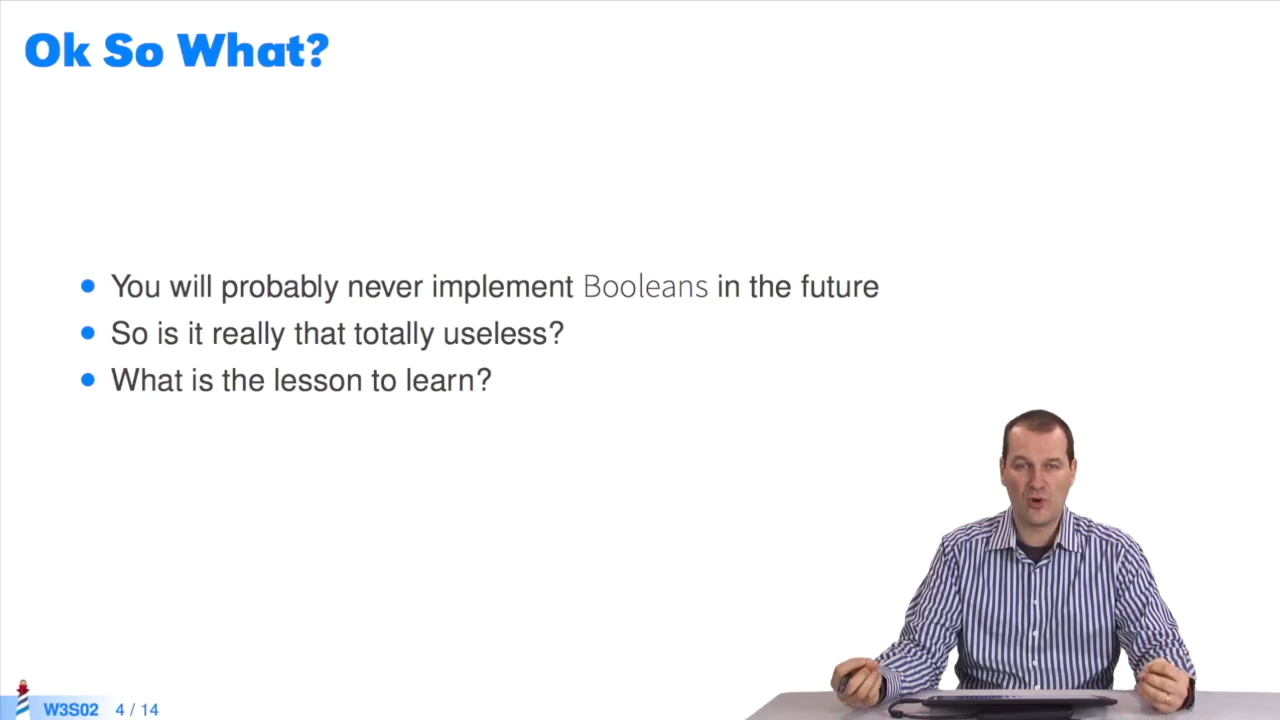 Ok So What?
You will probably never implement Booleans in the future
So is it really that totally useless?
What is the lesson to learn?
W3S02 4 / 14